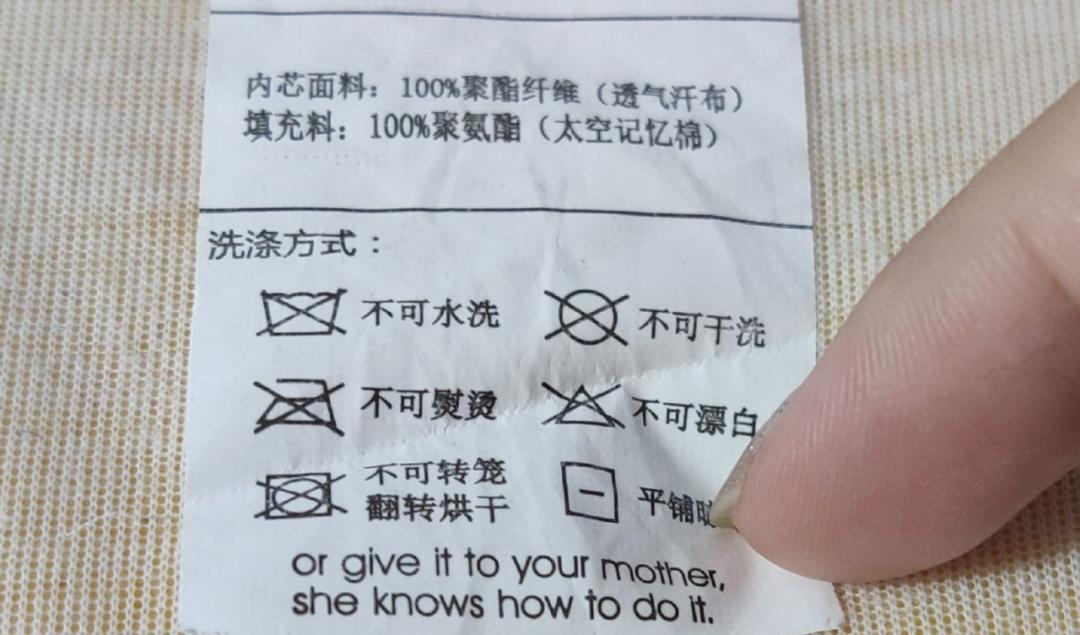 内芯面料：100%聚酯纤维（透气汗布）
填充料：100%聚氨酯（太空记忆棉）
洗涤方式：
不可水洗 不可干洗
不可熨烫 不可漂白
不可转笼
翻转烘干 平铺
or give it to your mother,
she knows how to do it.